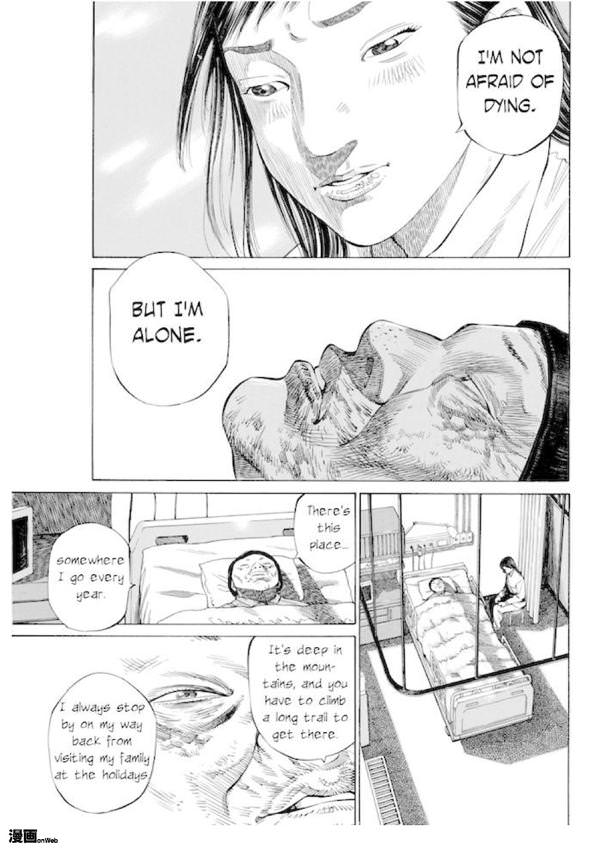 I'M NOT
AFRAID OF
DYING.
BUT I'M
ALONE.
There's
this
place...
somewhere
I go every
year.
It's deep in
the moun-
tains, and you
have to climb
a long trail to
get there.
I always stop
by on my way
back from
visiting my family
at the holidays
漫画onWeb